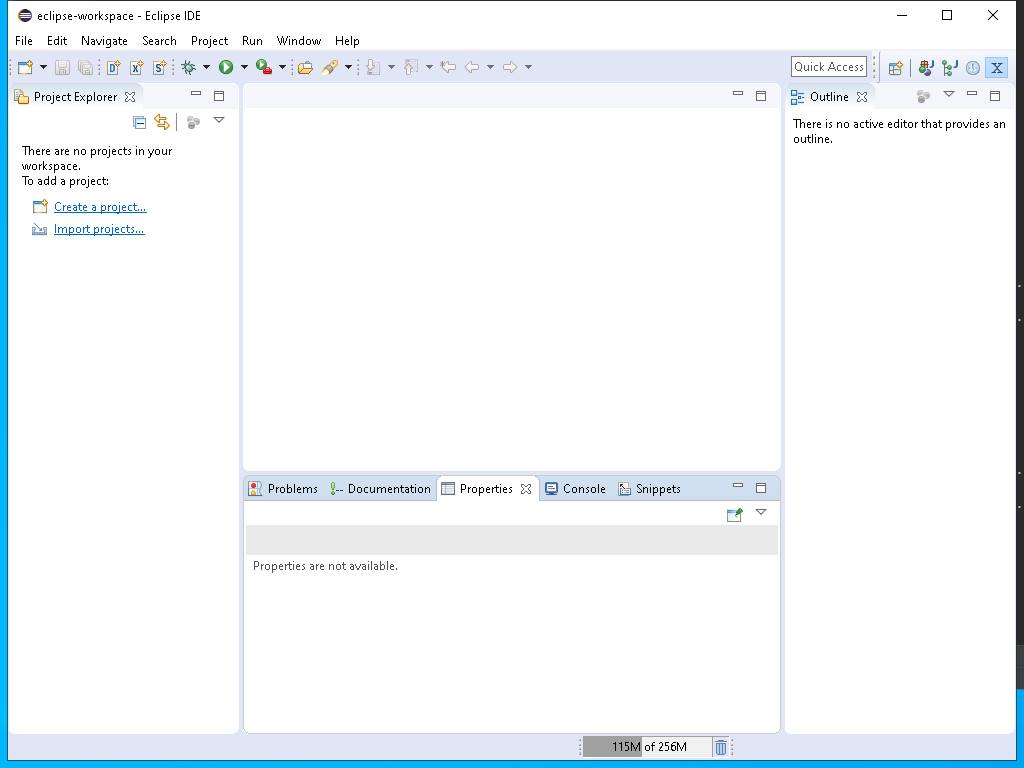 eclipse-workspace - Eclipse IDE
File Edit Navigate Search Project Run Window Help
Quick Access
Project Explorer
There are no projects in your
workspace.
To add a project:
Create a project...
Import projects...
Outline
There is no active editor that provides an
outline.
Problems Documentation Properties Console Snippets
Properties are not available.
115M of 256M